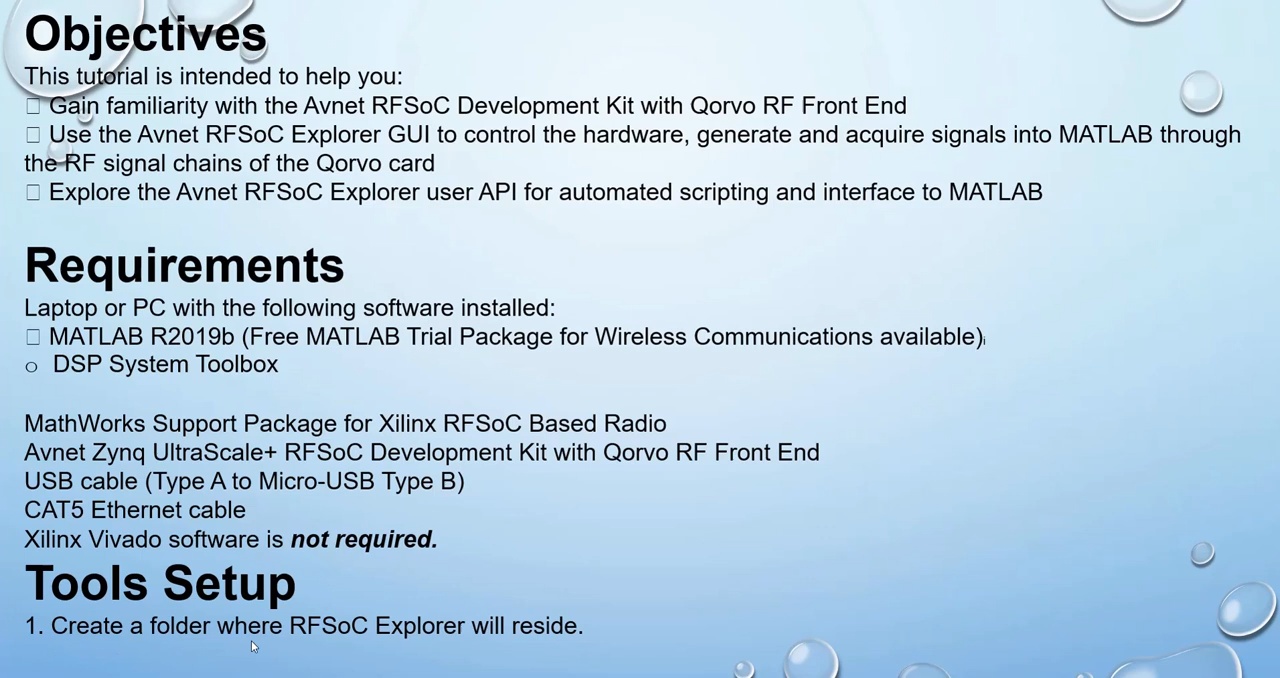 Objectives
This tutorial is intended to help you:
□ Gain familiarity with the Avnet RFSoC Development Kit with Qorvo RF Front End
□ Use the Avnet RFSoC Explorer GUI to control the hardware, generate and acquire signals into MATLAB through
the RF signal chains of the Qorvo card
□ Explore the Avnet RFSoC Explorer user API for automated scripting and interface to MATLAB
Requirements
Laptop or PC with the following software installed:
□ MATLAB R2019b (Free MATLAB Trial Package for Wireless Communications available)i
o DSP System Toolbox
MathWorks Support Package for Xilinx RFSoC Based Radio
Avnet Zynq UltraScale+ RFSoC Development Kit with Qorvo RF Front End
USB cable (Type A to Micro-USB Type B)
CAT5 Ethernet cable
Xilinx Vivado software is not required.
Tools Setup
1. Create a folder where RFSoC Explorer will reside.